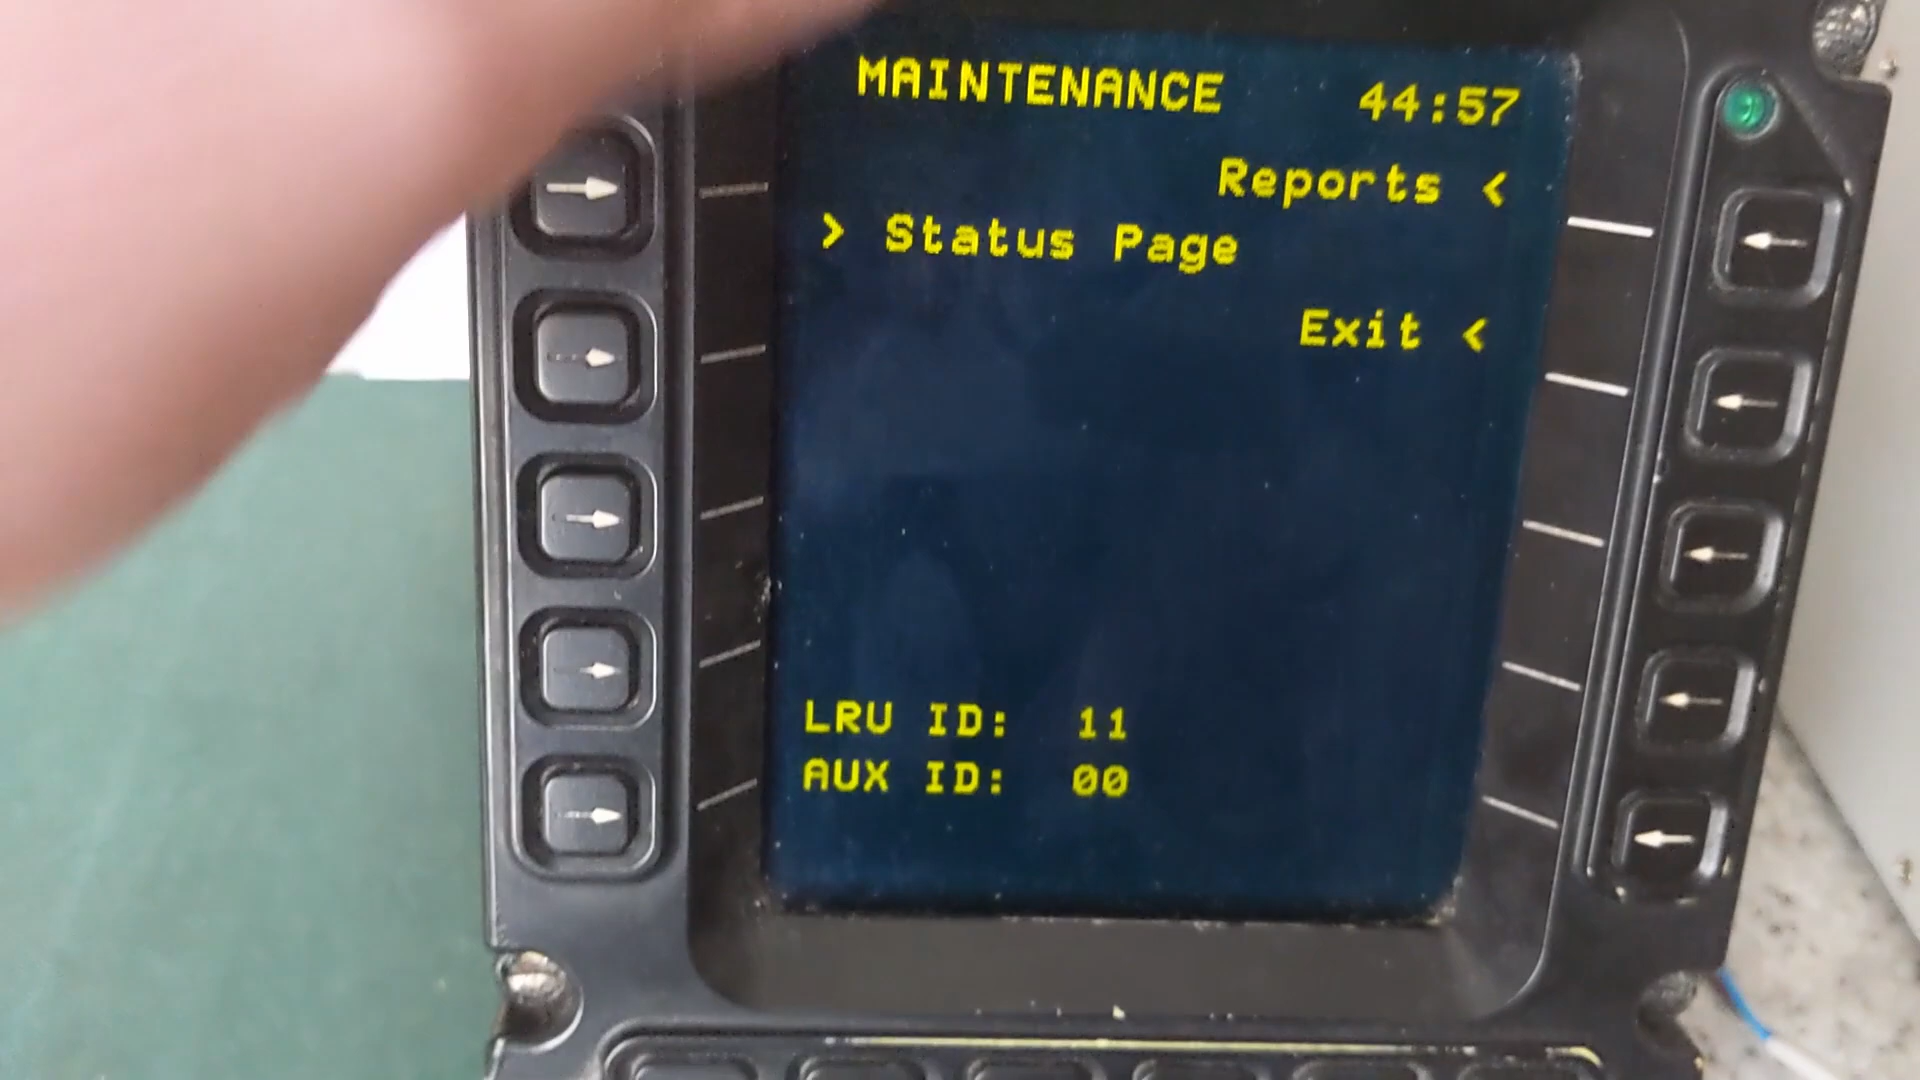 MAINTENANCE 44:57
Reports <
> Status Page
Exit <
LRU ID: 11
AUX ID: 00